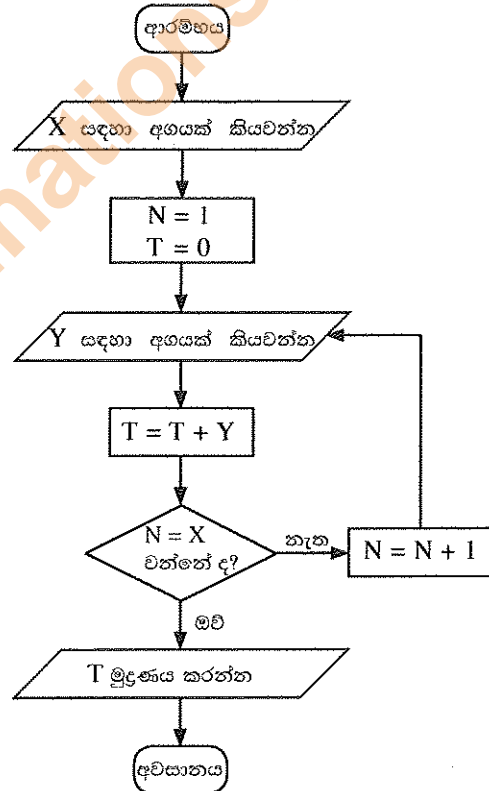 ආරම්භය
X සඳහා අගයක් කියවන්න
N = 1
T = 0
Y සඳහා අගයක් කියවන්න
T = T + Y
N = X
වන්නේ ද?
නැත
N = N + 1
ඔව්
T මුද්‍රණය කරන්න
අවසානය